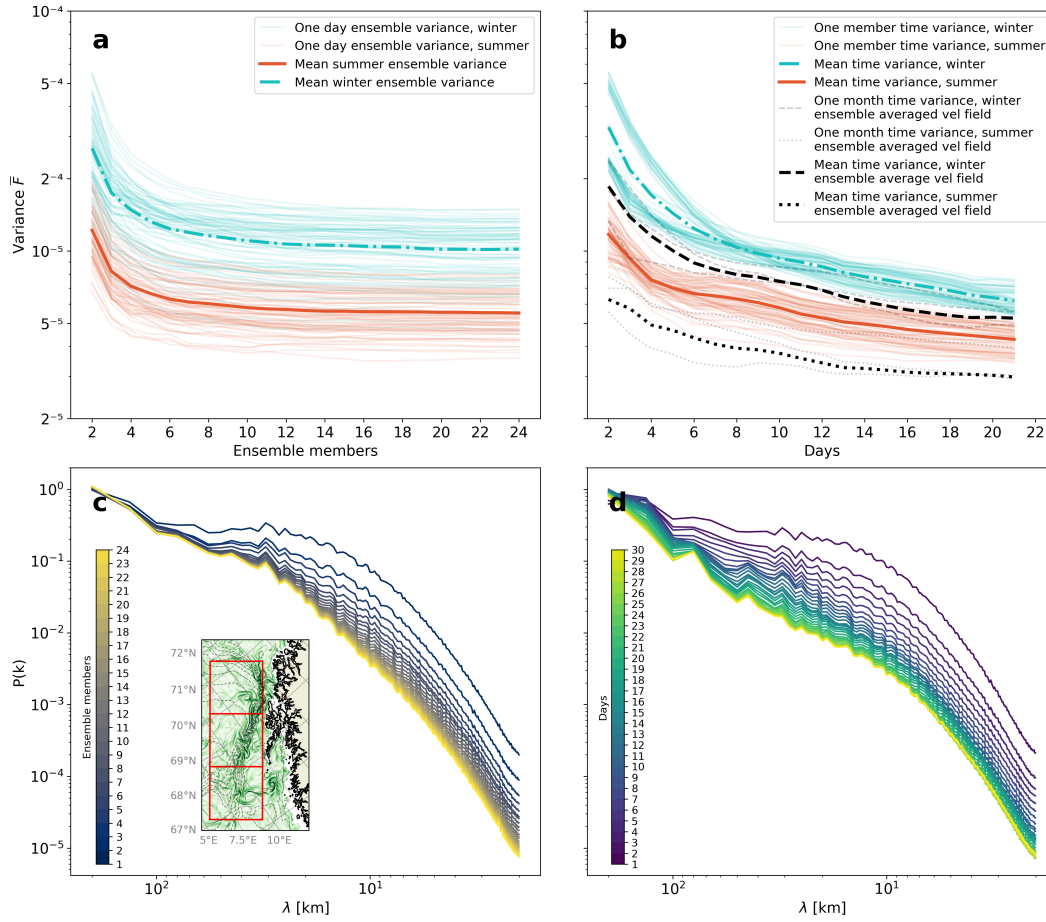 a
One day ensemble variance, winter
One day ensemble variance, summer
Mean summer ensemble variance
Mean winter ensemble variance
10⁻⁴
5⁻⁴
2⁻⁴
10⁻⁵
5⁻⁵
2⁻⁵
Variance F̅
2 4 6 8 10 12 14 16 18 20 22 24
Ensemble members
b
One member time variance, winter
One member time variance, summer
Mean time variance, winter
Mean time variance, summer
One month time variance, winter
ensemble averaged vel field
One month time variance, summer
ensemble averaged vel field
Mean time variance, winter
ensemble average vel field
Mean time variance, summer
ensemble averaged vel field
2 4 6 8 10 12 14 16 18 20 22
Days
c
10⁰
10⁻¹
10⁻²
10⁻³
10⁻⁴
10⁻⁵
P(k)
Ensemble members
24
23
21
20
19
18
17
15
14
13
12
11
10
9
8
7
6
5
4
3
2
1
72°N
71°N
70°N
69°N
68°N
67°N
5°E 7.5°E 10°E
10² 10¹
λ [km]
d
Days
30
29
27
26
25
24
23
21
20
19
18
17
15
14
13
12
11
10
9
8
7
6
5
4
3
2
1
10² 10¹
λ [km]